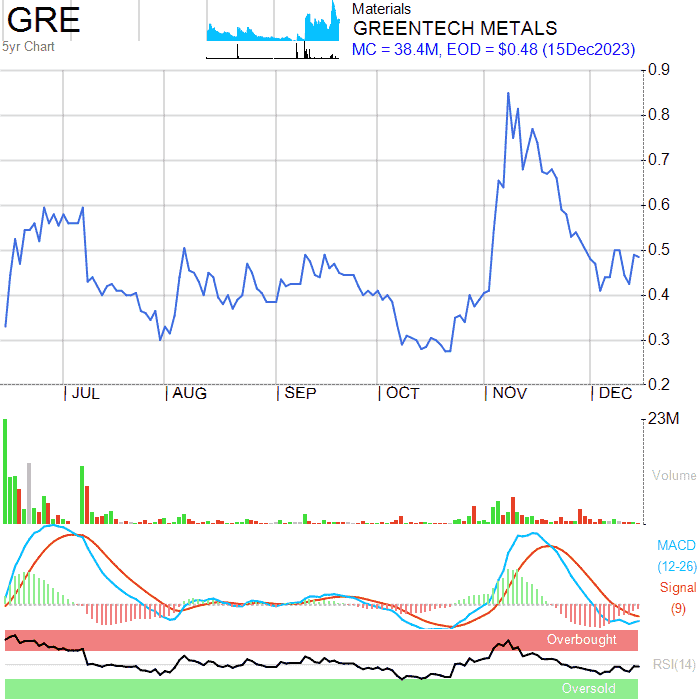 GRE
5yr Chart
Materials
GREENTECH METALS
MC = 38.4M, EOD = $0.48 (15Dec2023)
0.9
0.8
0.7
0.6
0.5
0.4
0.3
0.2
JUL AUG SEP OCT NOV DEC
23M
Volume
MACD
(12-26)
Signal
(9)
Overbought
RSI(14)
Oversold